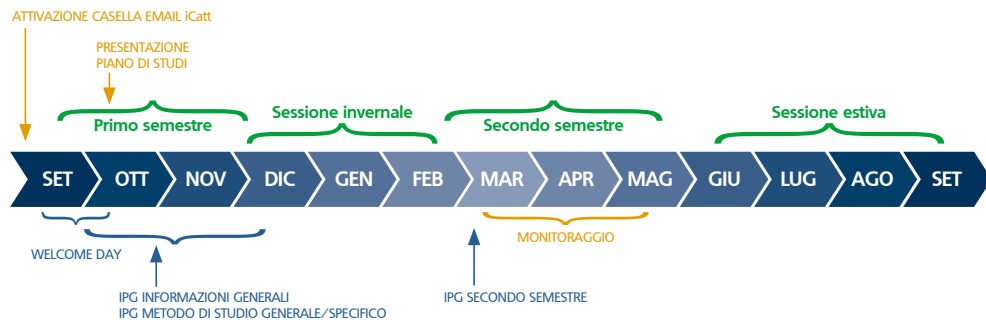 ATTIVAZIONE CASELLA EMAIL iCatt
PRESENTAZIONE
PIANO DI STUDI
Primo semestre
Sessione invernale
Secondo semestre
Sessione estiva
SET OTT NOV DIC GEN FEB MAR APR MAG GIU LUG AGO SET
WELCOME DAY
MONITORAGGIO
IPG INFORMAZIONI GENERALI
IPG METODO DI STUDIO GENERALE/SPECIFICO
IPG SECONDO SEMESTRE